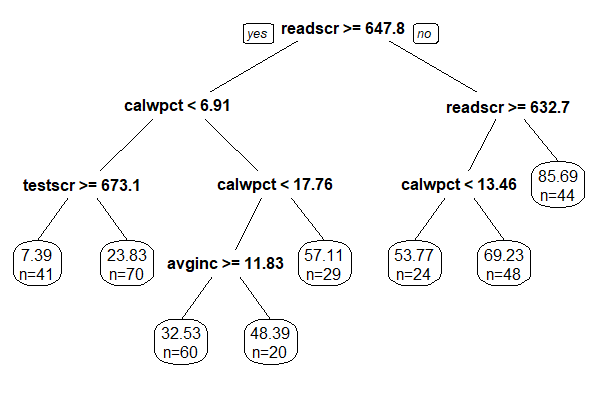 yes readscr >= 647.8 no
calwpct < 6.91
readscr >= 632.7
testscr >= 673.1
calwpct < 17.76
calwpct < 13.46
85.69
n=44
7.39
n=41
23.83
n=70
avginc >= 11.83
57.11
n=29
53.77
n=24
69.23
n=48
32.53
n=60
48.39
n=20